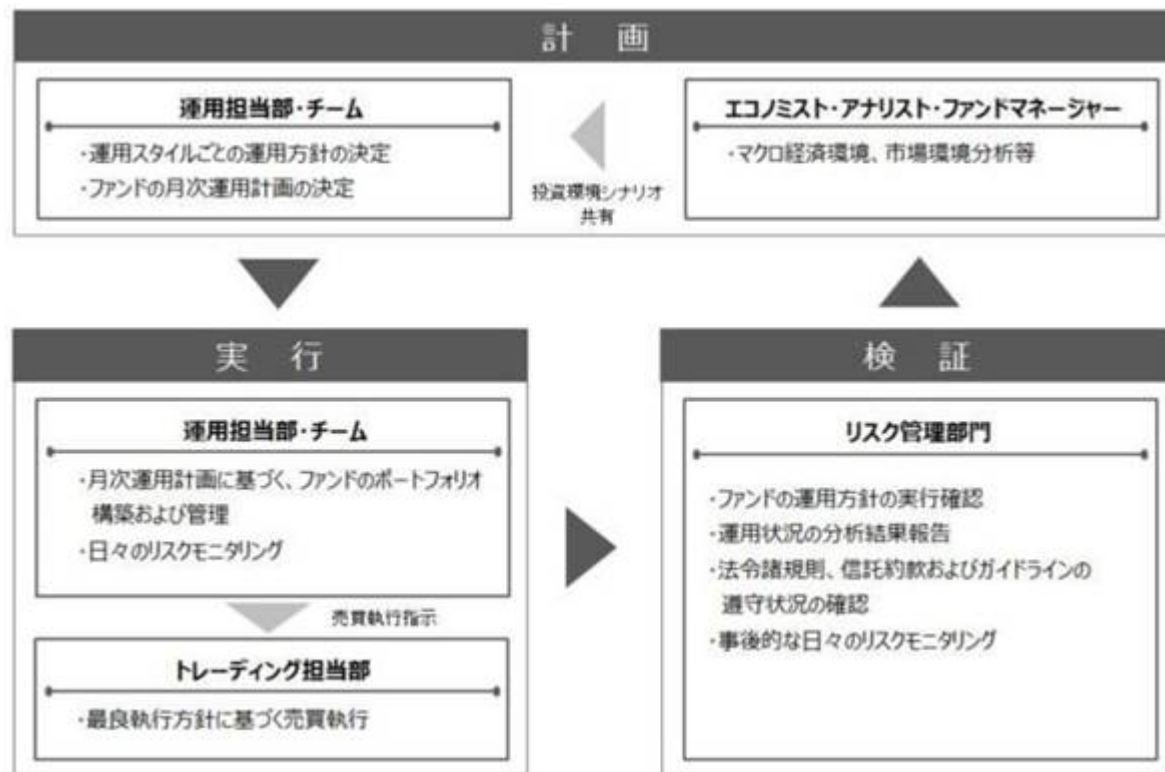 計 画
運用担当部・チーム
・運用スタイルごとの運用方針の決定
・ファンドの月次運用計画の決定
投資環境シナリオ
共有
エコノミスト・アナリスト・ファンドマネージャー
・マクロ経済環境、市場環境分析等
実 行
運用担当部・チーム
・月次運用計画に基づく、ファンドのポートフォリオ
構築および管理
・日々のリスクモニタリング
売買執行指示
トレーディング担当部
・最良執行方針に基づく売買執行
検 証
リスク管理部門
・ファンドの運用方針の実行確認
・運用状況の分析結果報告
・法令諸規則、信託約款およびガイドラインの
遵守状況の確認
・事後的な日々のリスクモニタリング